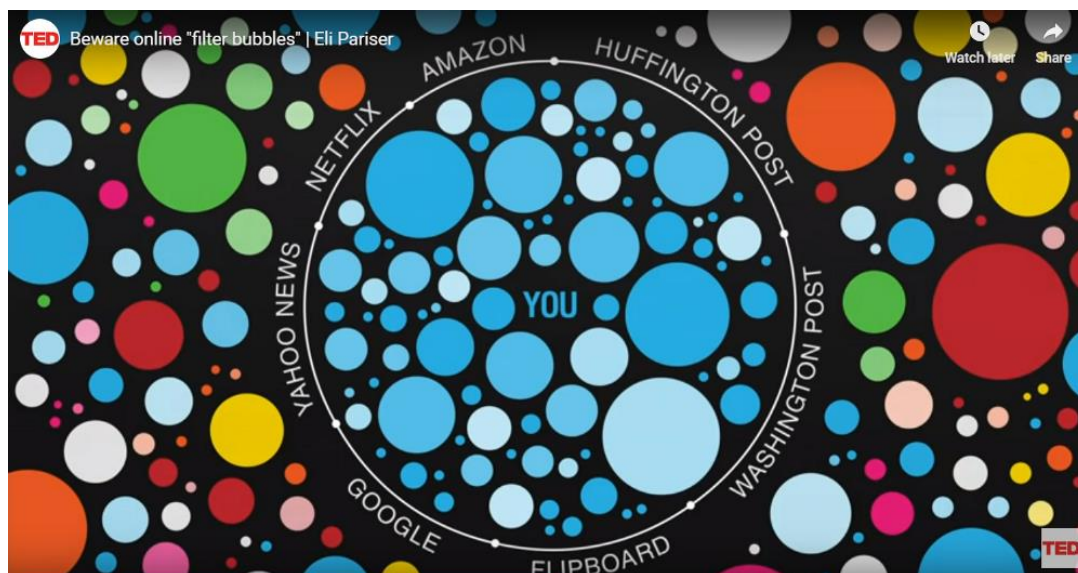 TED
Beware online "filter bubbles" | Eli Pariser
Watch later
Share
AMAZON
HUFFINGTON POST
NETFLIX
YAHOO NEWS
YOU
WASHINGTON POST
GOOGLE
FLIPBOARD
TED